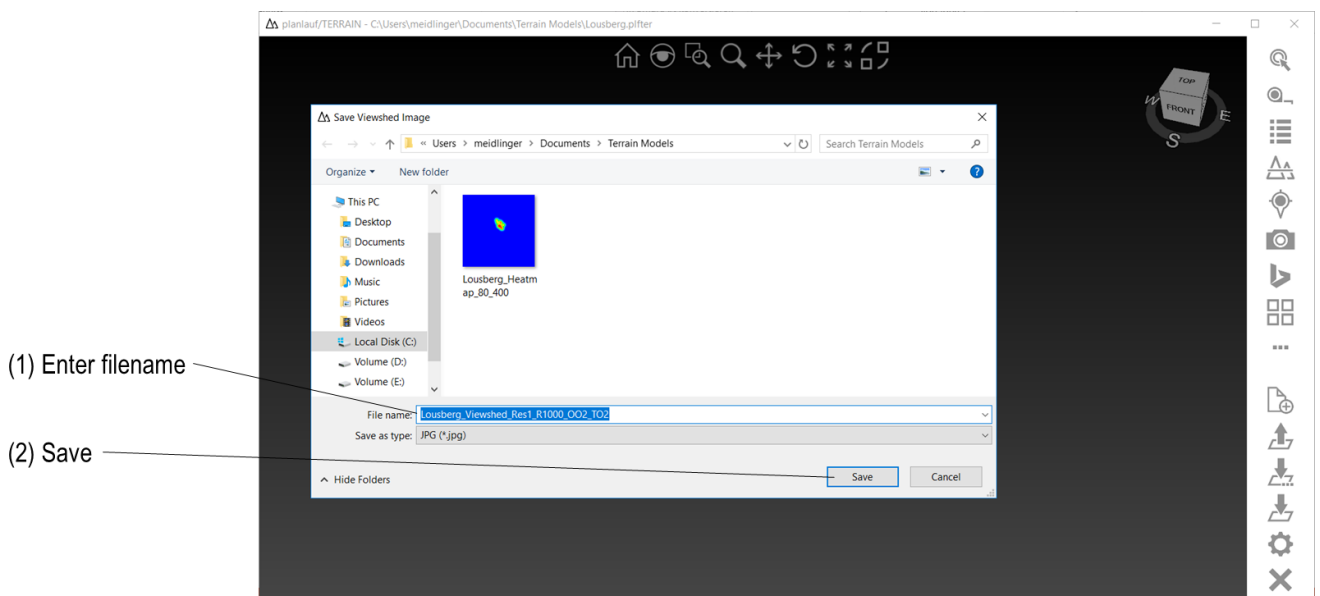 planlauf/TERRAIN - C:\Users\meidlinger\Documents\Terrain Models\Lousberg.plfter
TOP
FRONT
W
E
S
Save Viewshed Image
« Users > meidlinger > Documents > Terrain Models
Search Terrain Models
Organize
New folder
?
This PC
Desktop
Documents
Downloads
Music
Pictures
Videos
Local Disk (C:)
Volume (D:)
Volume (E:)
Lousberg_Heatm
ap_80_400
(1) Enter filename
File name: Lousberg_Viewshed_Res1_R1000_OO2_TO2
Save as type: JPG (*.jpg)
(2) Save
Hide Folders
Save
Cancel